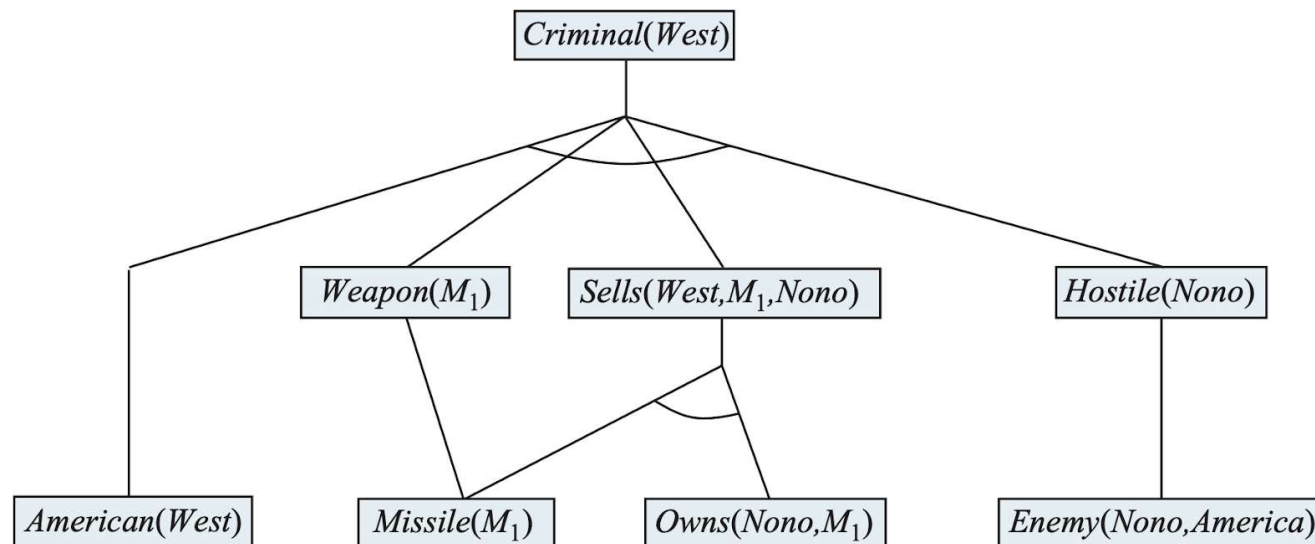 Criminal(West)
Weapon(M₁)
Sells(West,M₁,Nono)
Hostile(Nono)
American(West)
Missile(M₁)
Owns(Nono,M₁)
Enemy(Nono,America)